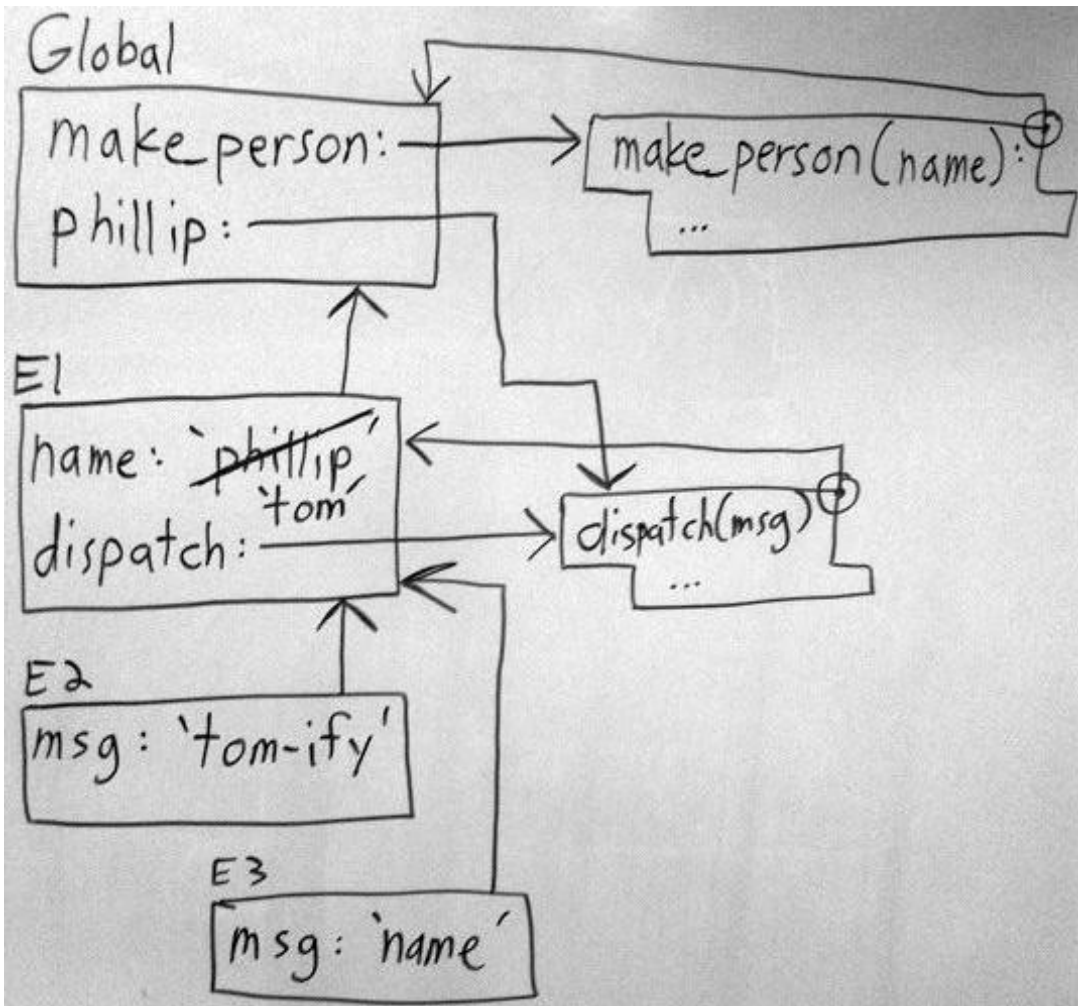 Global
make_person:
phillip:
make_person(name):
...
E1
name: `phillip'
'tom'
dispatch:
dispatch(msg)
...
E2
msg: `tom-ify'
E3
msg: `name'